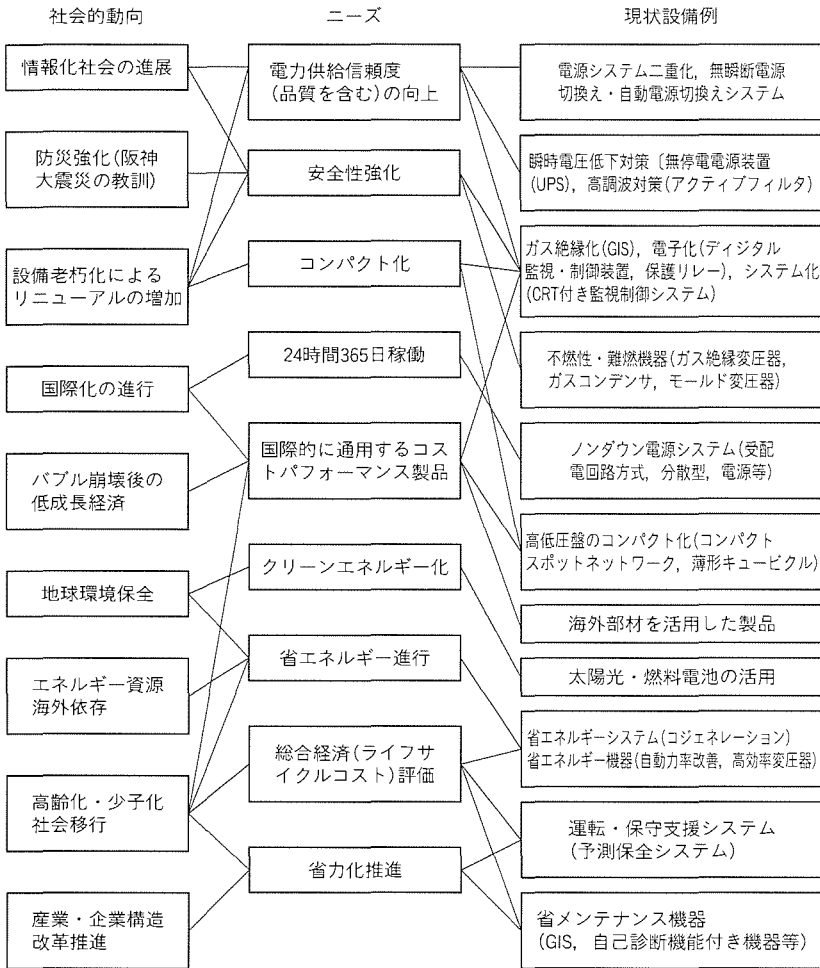 社会的動向
ニーズ
現状設備例
情報化社会の進展
防災強化(阪神
大震災の教訓)
設備老朽化による
リニューアルの増加
国際化の進行
バブル崩壊後の
低成長経済
地球環境保全
エネルギー資源
海外依存
高齢化・少子化
社会移行
産業・企業構造
改革推進
電力供給信頼度
(品質を含む)の向上
安全性強化
コンパクト化
24時間365日稼働
国際的に通用するコス
トパフォーマンス製品
クリーンエネルギー化
省エネルギー進行
総合経済(ライフサ
イクルコスト)評価
省力化推進
電源システム二重化, 無瞬断電源
切換え・自動電源切換えシステム
瞬時電圧低下対策〔無停電電源装置
(UPS), 高調波対策(アクティブフィルタ)
ガス絶縁化(GIS), 電子化(ディジタル
監視・制御装置, 保護リレー), システム化
(CRT付き監視制御システム)
不燃性・難燃機器(ガス絶縁変圧器,
ガスコンデンサ, モールド変圧器)
ノンダウン電源システム(受配
電回路方式, 分散型, 電源等)
高低圧盤のコンパクト化(コンパクト
スポットネットワーク, 薄形キュービクル)
海外部材を活用した製品
太陽光・燃料電池の活用
省エネルギーシステム(コジェネレーション)
省エネルギー機器(自動力率改善, 高効率変圧器)
運転・保守支援システム
(予測保全システム)
省メンテナンス機器
(GIS, 自己診断機能付き機器等)